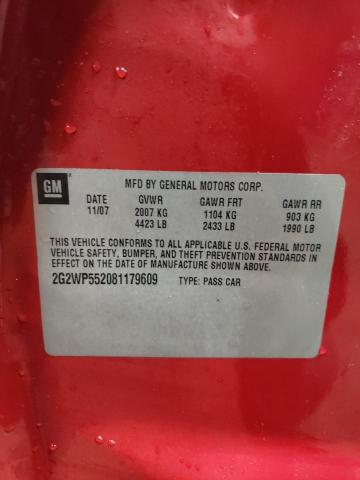 GM
MFD BY GENERAL MOTORS CORP.
DATE GVWR GAWR FRT GAWR RR
11/07 2007 KG 1104 KG 903 KG
4423 LB 2433 LB 1990 LB
THIS VEHICLE CONFORMS TO ALL APPLICABLE U.S. FEDERAL MOTOR
VEHICLE SAFETY, BUMPER, AND THEFT PREVENTION STANDARDS IN
EFFECT ON THE DATE OF MANUFACTURE SHOWN ABOVE.
2G2WP552081179609 TYPE: PASS CAR